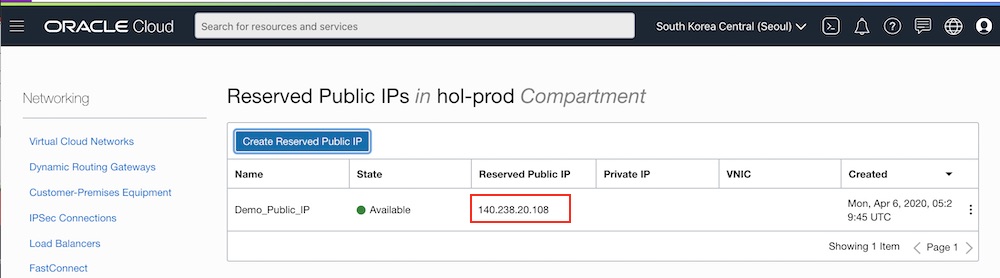 ORACLE Cloud
Search for resources and services
South Korea Central (Seoul)
Networking
Virtual Cloud Networks
Dynamic Routing Gateways
Customer-Premises Equipment
IPSec Connections
Load Balancers
FastConnect
Reserved Public IPs in hol-prod Compartment
Create Reserved Public IP
Name State Reserved Public IP Private IP VNIC Created
Demo_Public_IP Available 140.238.20.108 Mon, Apr 6, 2020, 05:2
9:45 UTC
Showing 1 Item Page 1